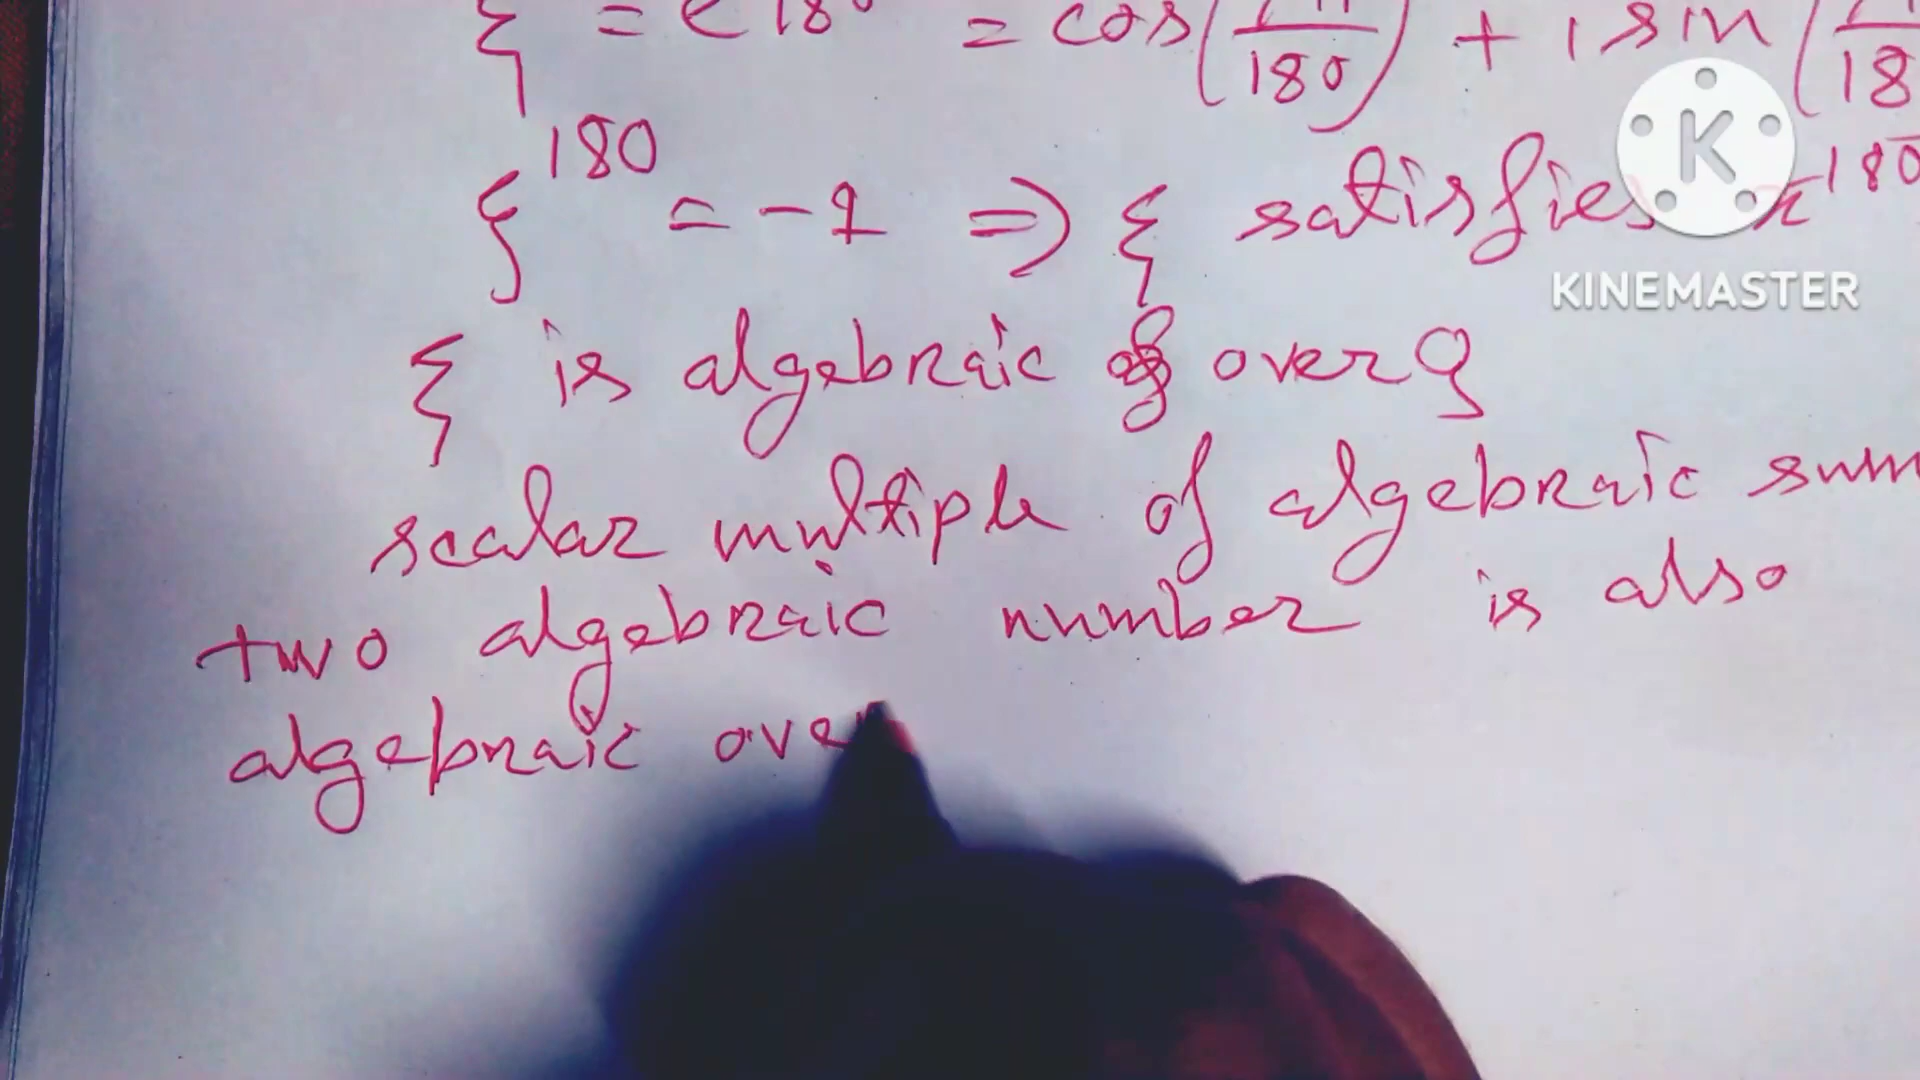 ξ = e 180 = cos(/180) + i sin(/18
ξ^180 = -1 => ξ satisfies x^180
ξ is algebraic over Q
scalar multiple of algebraic sum
two algebraic number is also
algebraic over
K
KINEMASTER